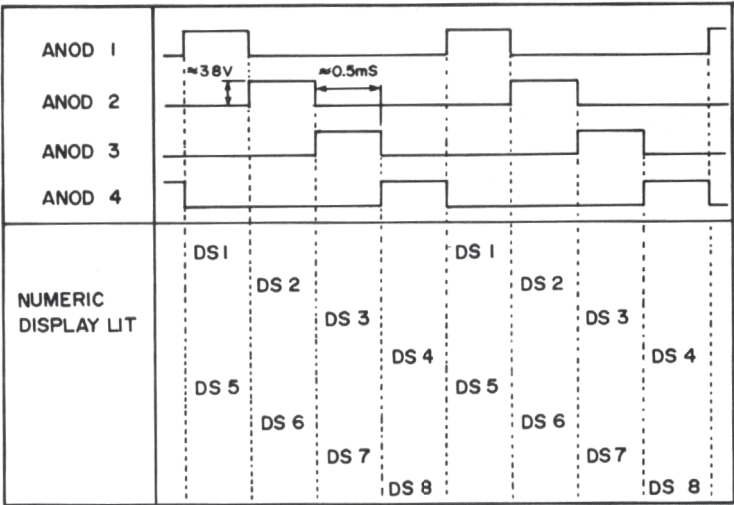 ANOD 1
≈38V ≈0.5mS
ANOD 2
ANOD 3
ANOD 4
DS1 DS 1
DS 2 DS 2
NUMERIC
DISPLAY LIT
DS 3 DS 3
DS 4 DS 4
DS 5 DS 5
DS 6 DS 6
DS 7 DS7
DS 8 DS 8